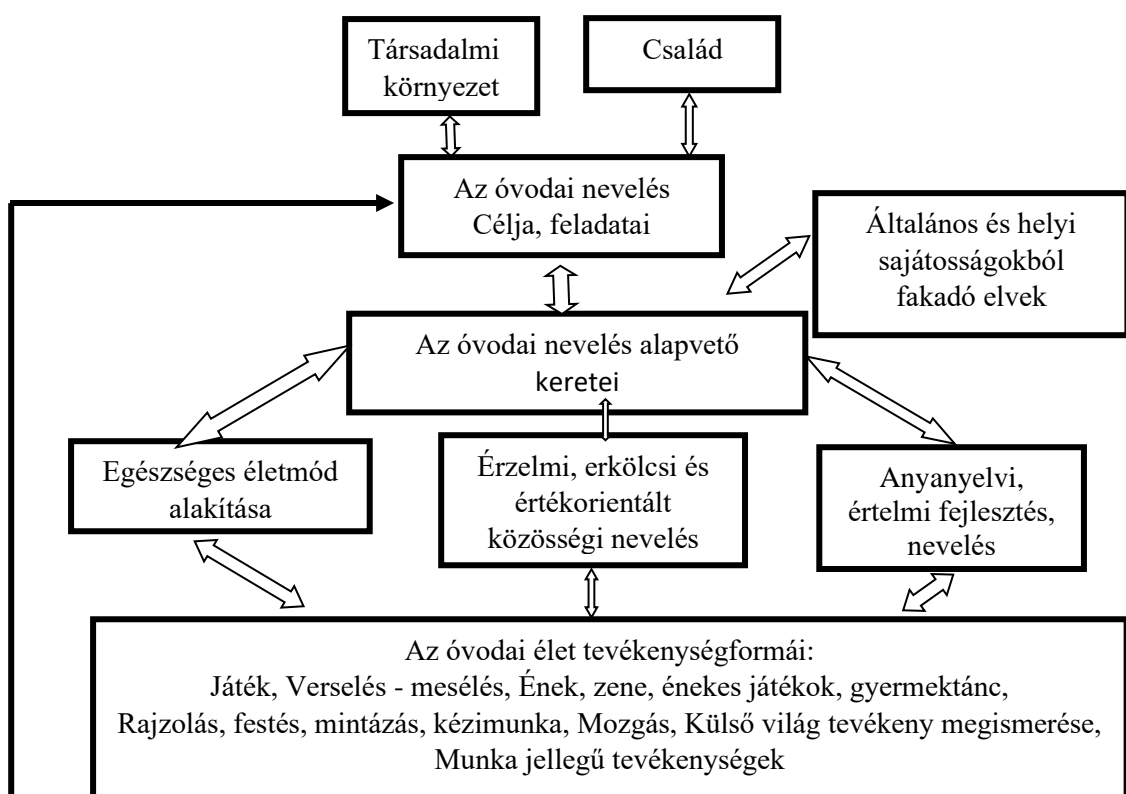 Társadalmi
környezet
Család
Az óvodai nevelés
Célja, feladatai
Általános és helyi
sajátosságokból
fakadó elvek
Az óvodai nevelés alapvető
keretei
Egészséges életmód
alakítása
Érzelmi, erkölcsi és
értékorientált
közösségi nevelés
Anyanyelvi,
értelmi fejlesztés,
nevelés
Az óvodai élet tevékenységformái:
Játék, Verselés - mesélés, Ének, zene, énekes játékok, gyermektánc,
Rajzolás, festés, mintázás, kézimunka, Mozgás, Külső világ tevékeny megismerése,
Munka jellegű tevékenységek